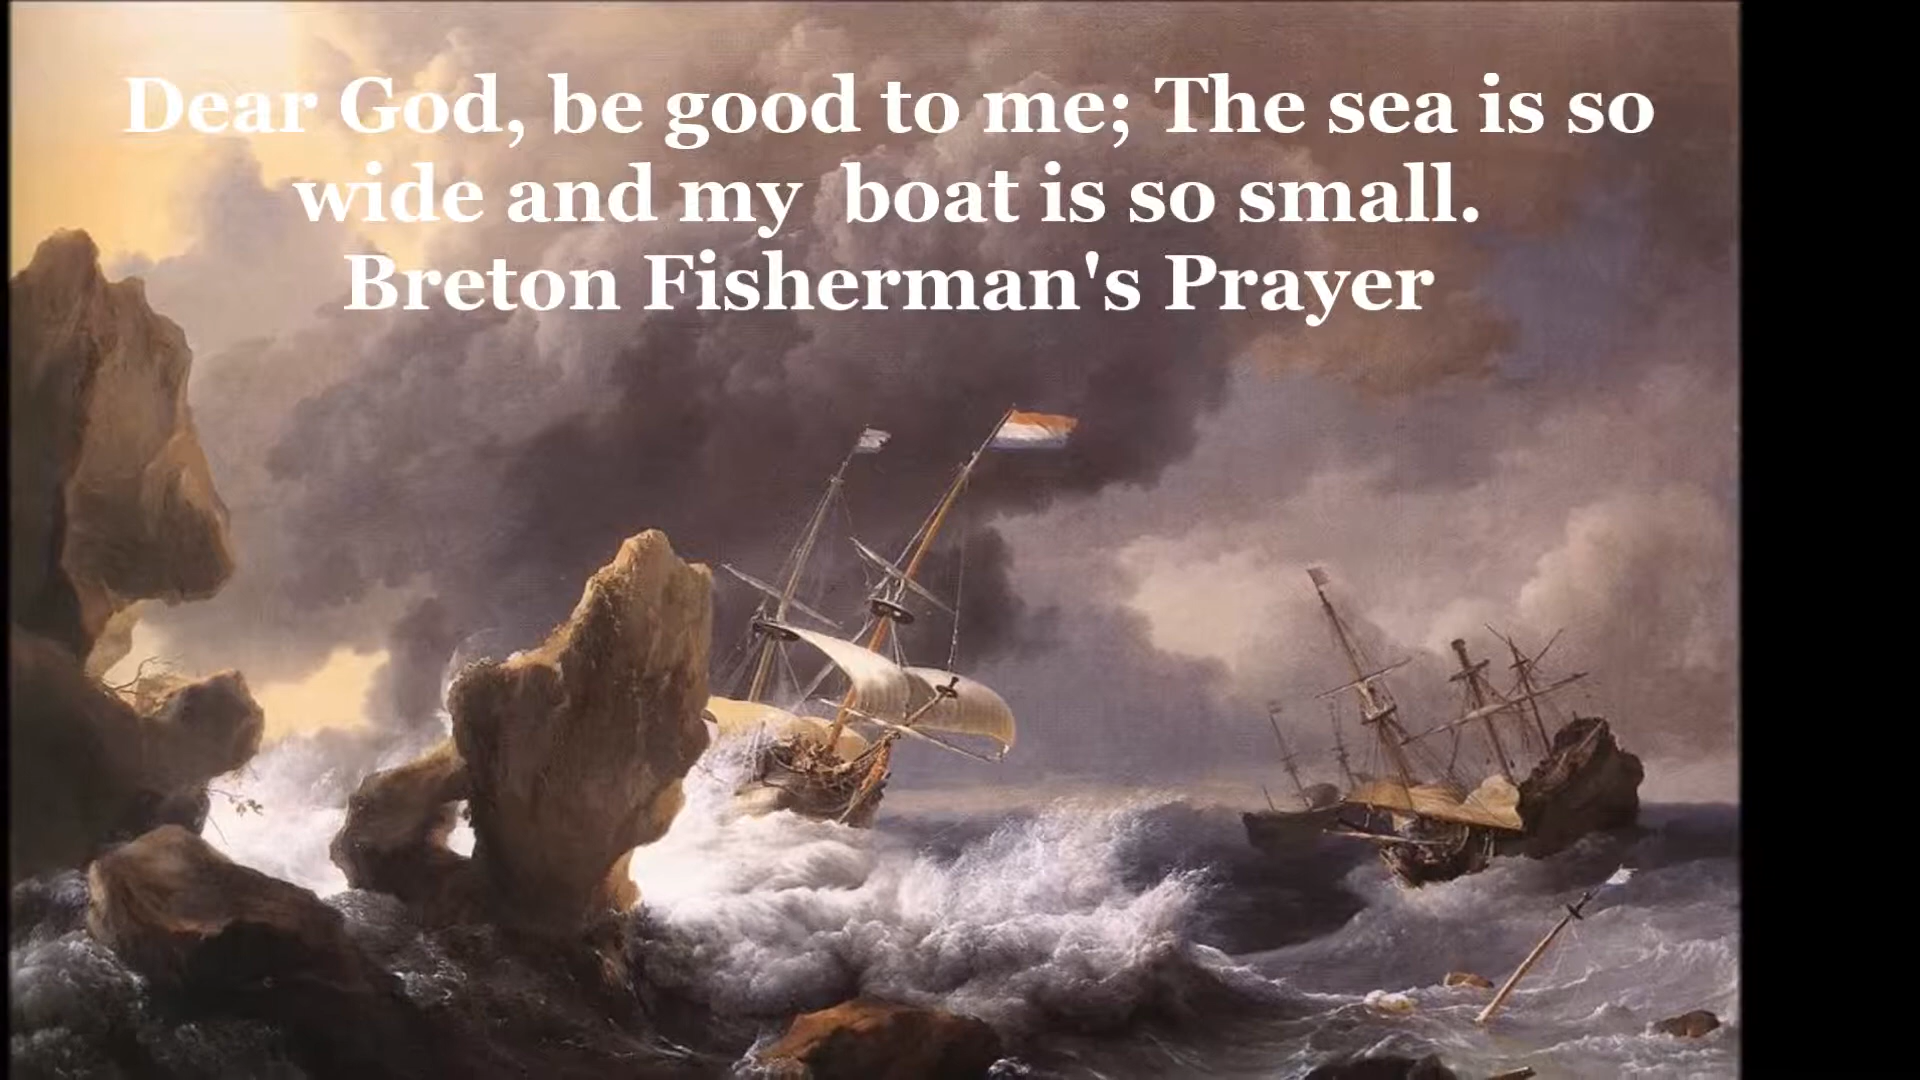 Dear God, be good to me; The sea is so
wide and my  boat is so small.
Breton Fisherman's Prayer